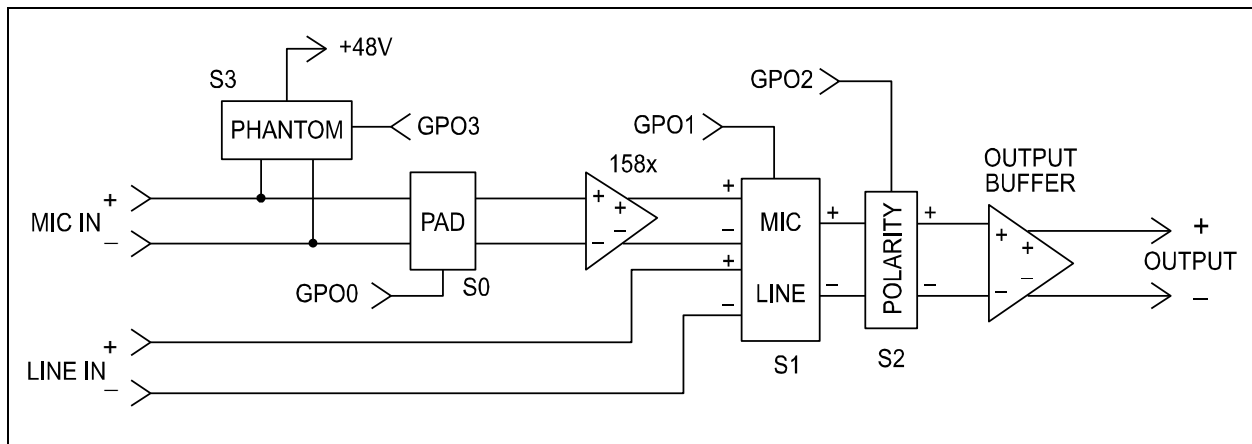 +48V
S3
PHANTOM
GPO3
GPO2
GPO1
158x
OUTPUT
BUFFER
+
MIC IN
−
PAD
GPO0
S0
+
+
−
−
+
−
+
−
MIC
LINE
S1
+
−
POLARITY
S2
+
−
+
+
−
−
+
OUTPUT
−
+
LINE IN
−